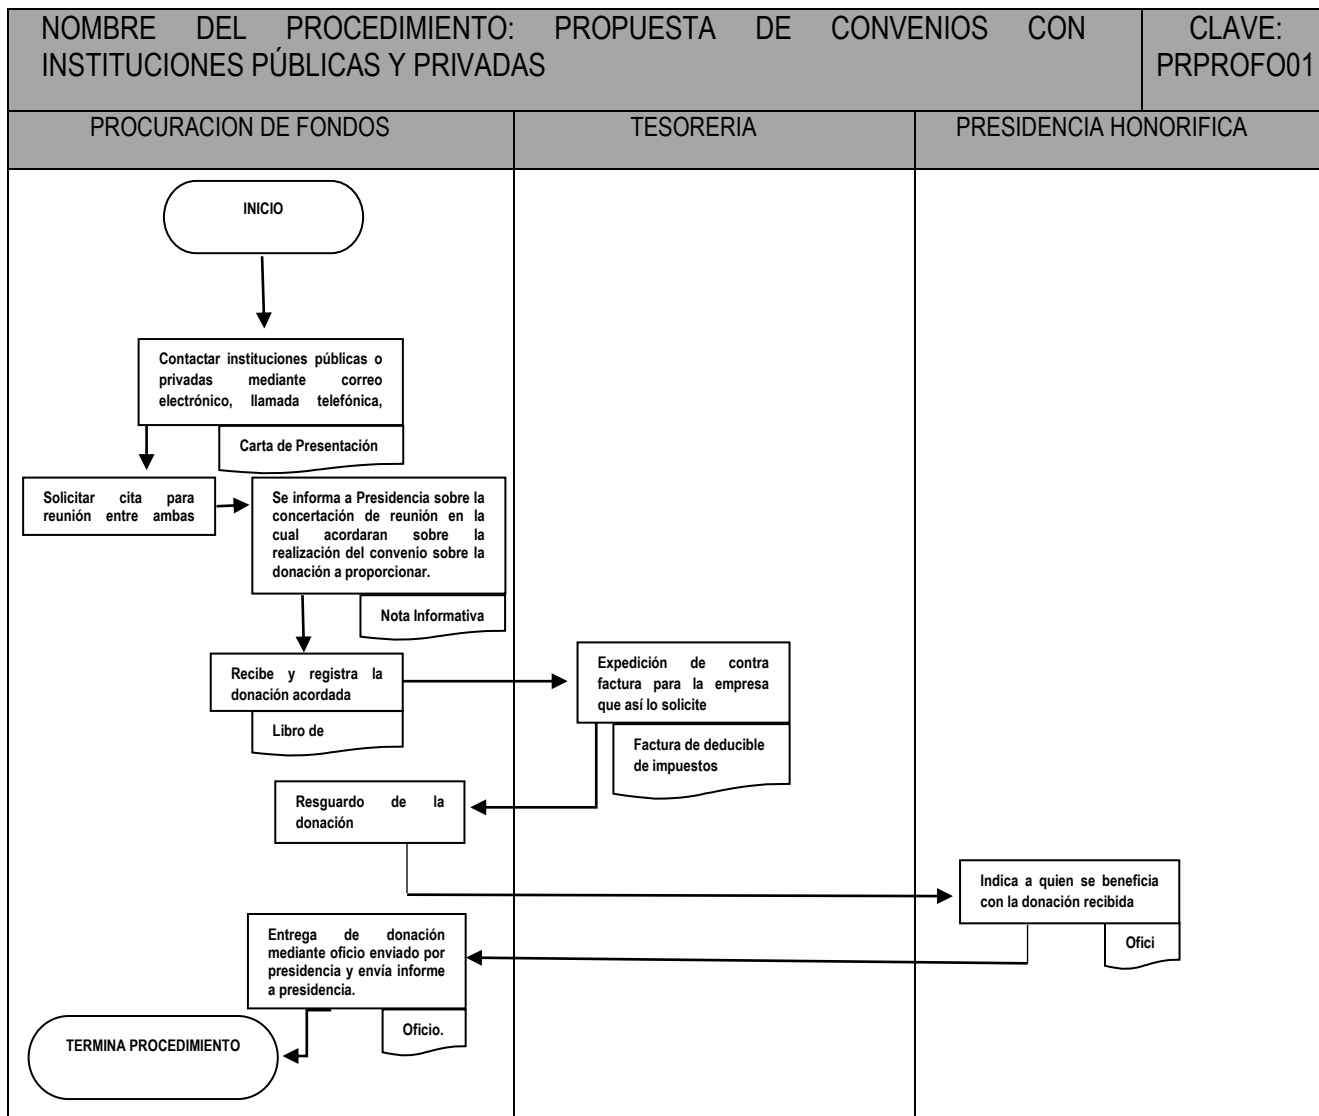 NOMBRE DEL PROCEDIMIENTO: PROPUESTA DE CONVENIOS CON
INSTITUCIONES PÚBLICAS Y PRIVADAS
CLAVE:
PRPROFO01
PROCURACION DE FONDOS
TESORERIA
PRESIDENCIA HONORIFICA
INICIO
Contactar instituciones públicas o
privadas mediante correo
electrónico, llamada telefónica,
Carta de Presentación
Solicitar cita para
reunión entre ambas
Se informa a Presidencia sobre la
concertación de reunión en la
cual acordaran sobre la
realización del convenio sobre la
donación a proporcionar.
Nota Informativa
Recibe y registra la
donación acordada
Libro de
Expedición de contra
factura para la empresa
que así lo solicite
Factura de deducible
de impuestos
Resguardo de la
donación
Indica a quien se beneficia
con la donación recibida
Ofici
Entrega de donación
mediante oficio enviado por
presidencia y envía informe
a presidencia.
Oficio.
TERMINA PROCEDIMIENTO